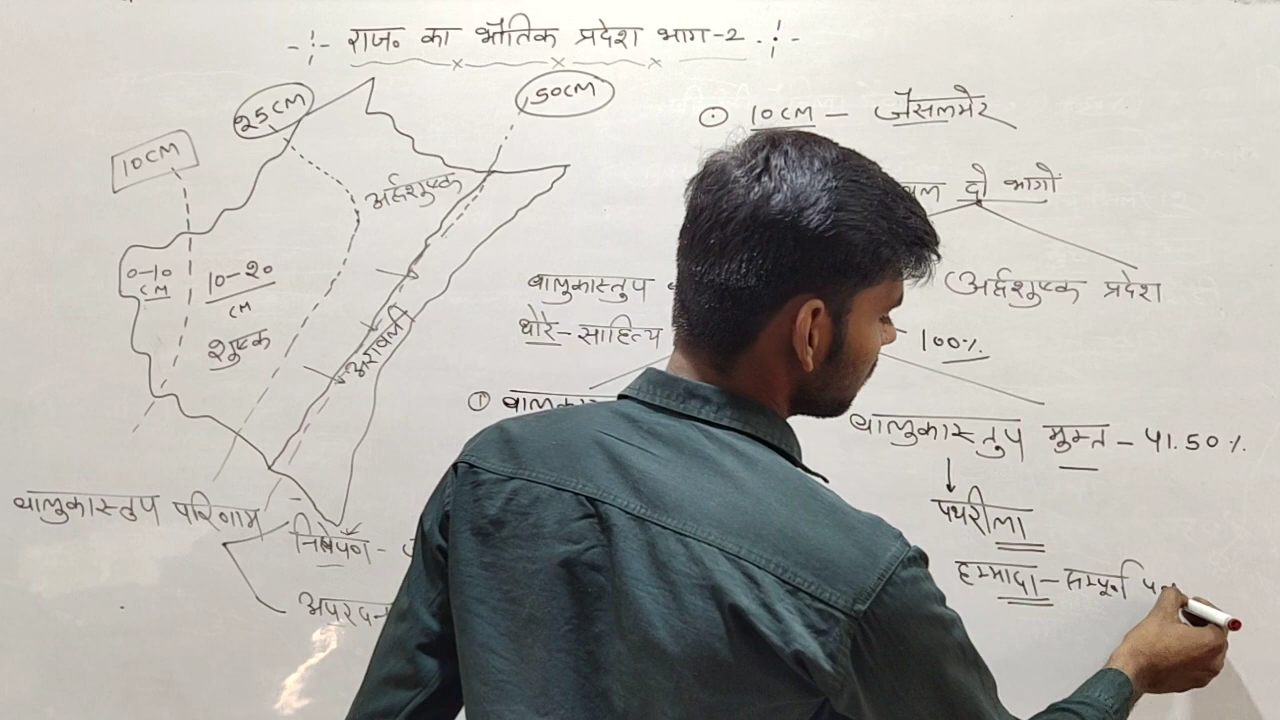 राज० का भौतिक प्रदेश भाग-2
25CM
50CM
10CM
अर्द्धशुष्क
0-10 CM
10-20 CM
शुष्क
अरावली
बालुकास्तुप परिणाम
निक्षेपण -
10CM - जैसलमेर
दो भागों
अर्द्धशुष्क प्रदेश
बालुकास्तुप
धोरे - साहित्य
100%
①
बालुकास्तुप मुक्त - 41.50%
पथरीला
हम्मादा - सम्पूर्ण